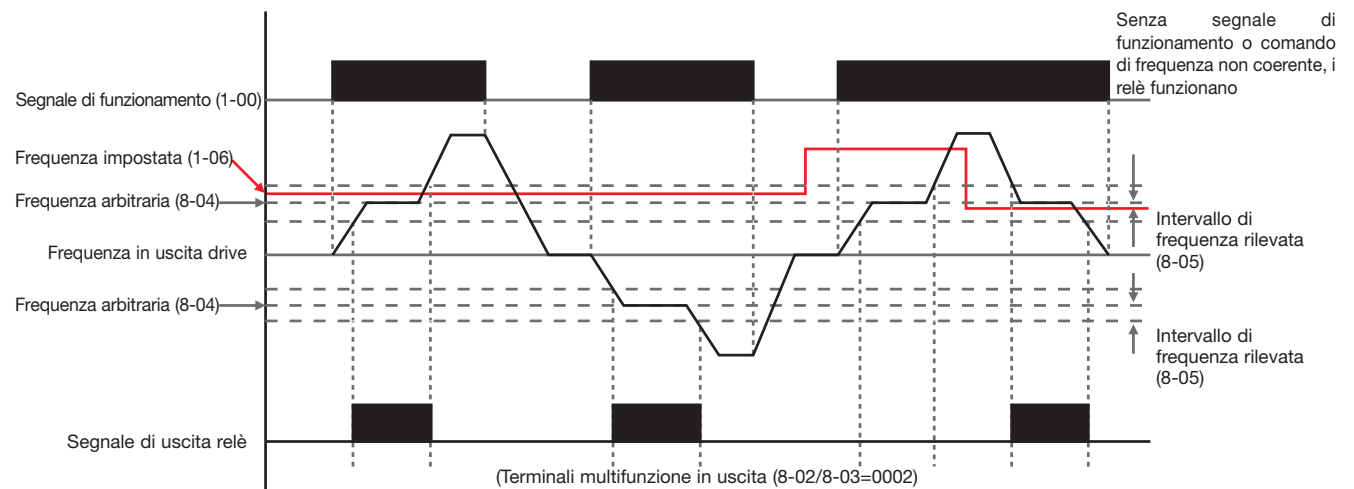 Senza segnale di
funzionamento o comando
di frequenza non coerente, i
relè funzionano
Segnale di funzionamento (1-00)
Frequenza impostata (1-06)
Frequenza arbitraria (8-04)
Frequenza in uscita drive
Frequenza arbitraria (8-04)
Intervallo di
frequenza rilevata
(8-05)
Intervallo di
frequenza rilevata
(8-05)
Segnale di uscita relè
(Terminali multifunzione in uscita (8-02/8-03=0002)